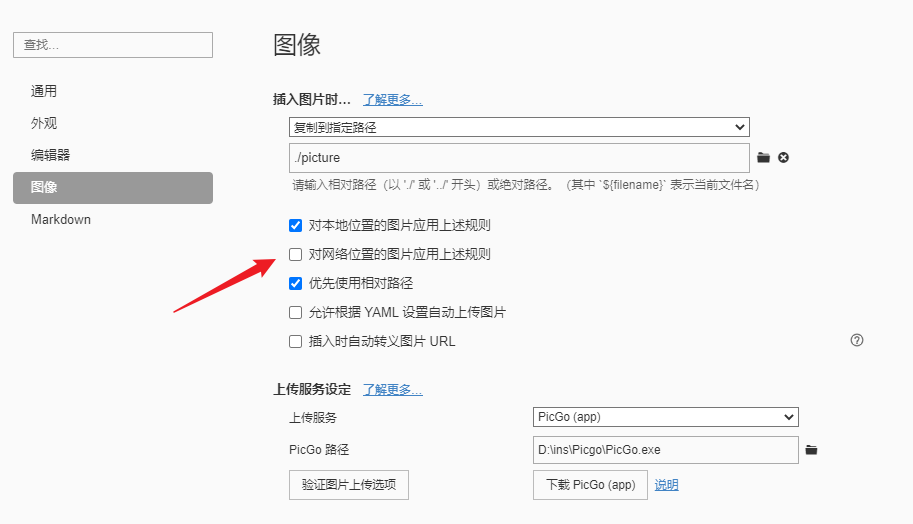 查找...
通用
外观
编辑器
图像
Markdown
图像
插入图片时... 了解更多...
复制到指定路径
./picture
请输入相对路径（以 './' 或 '../' 开头）或绝对路径。（其中 `${filename}` 表示当前文件名）
对本地位置的图片应用上述规则
对网络位置的图片应用上述规则
优先使用相对路径
允许根据 YAML 设置自动上传图片
插入时自动转义图片 URL
上传服务设定 了解更多...
上传服务 PicGo (app)
PicGo 路径 D:\ins\Picgo\PicGo.exe
验证图片上传选项 下载 PicGo (app) 说明